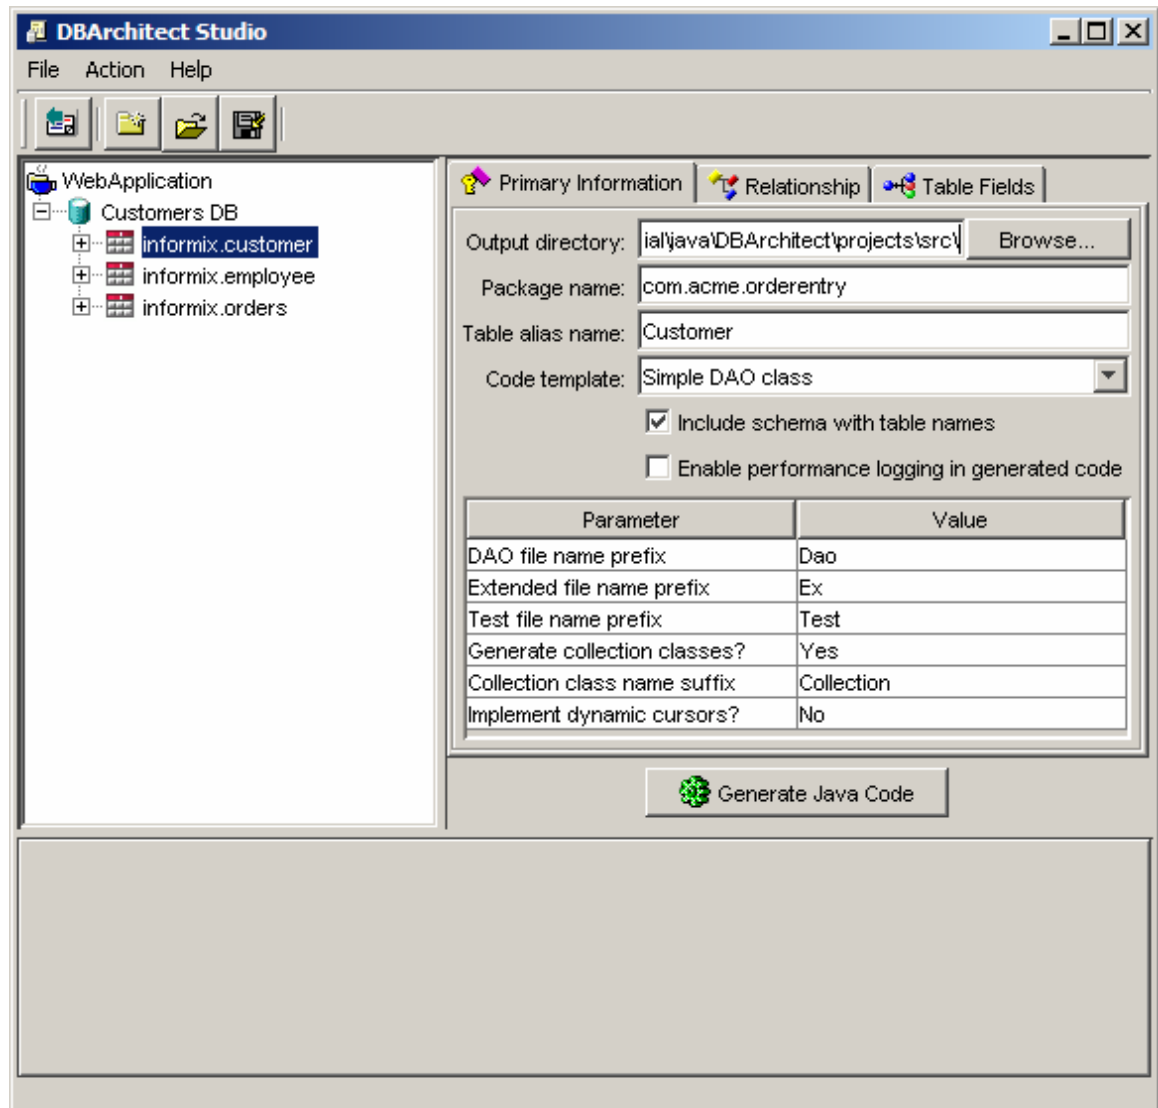 DBArchitect Studio
File Action Help
WebApplication
Customers DB
informix.customer
informix.employee
informix.orders
Primary Information Relationship Table Fields
Output directory: ial\java\DBArchitect\projects\src\ Browse...
Package name: com.acme.orderentry
Table alias name: Customer
Code template: Simple DAO class
Include schema with table names
Enable performance logging in generated code
Parameter Value
DAO file name prefix Dao
Extended file name prefix Ex
Test file name prefix Test
Generate collection classes? Yes
Collection class name suffix Collection
Implement dynamic cursors? No
Generate Java Code